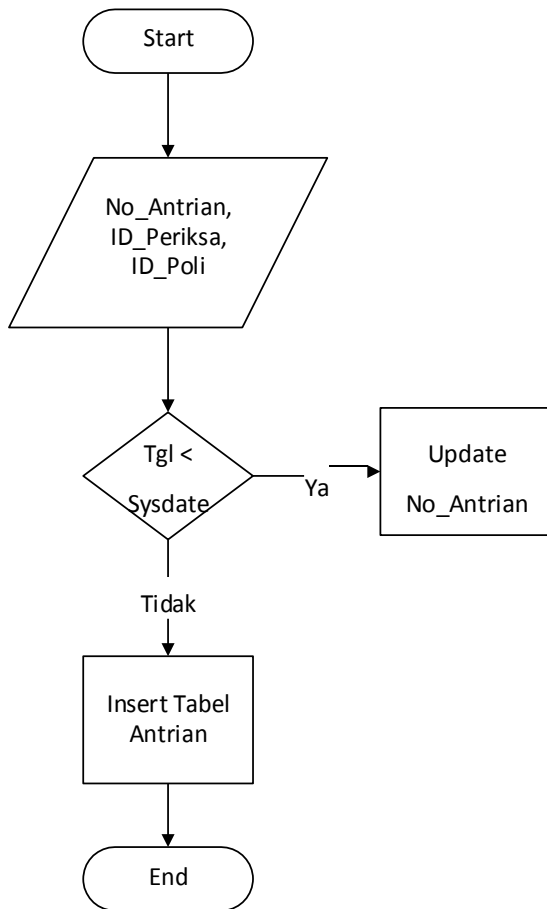 Start
No_Antrian,
ID_Periksa,
ID_Poli
Tgl <
Sysdate
Ya
Update
No_Antrian
Tidak
Insert Tabel
Antrian
End